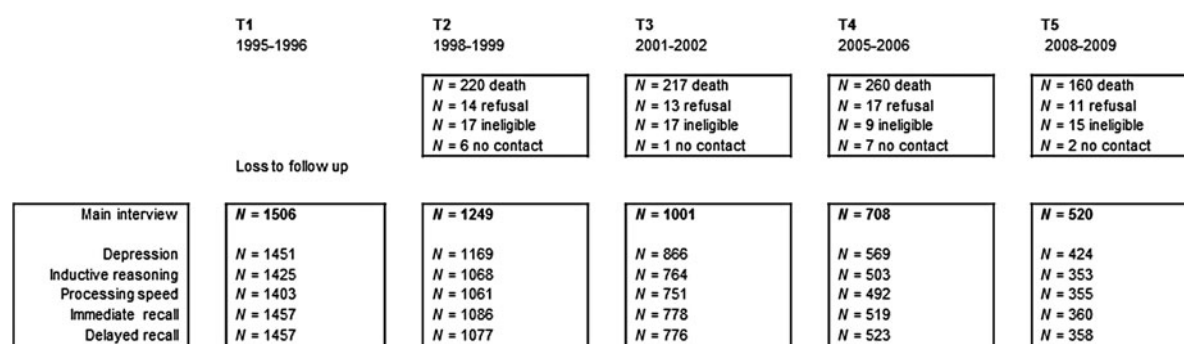 T1 T2 T3 T4 T5
1995-1996 1998-1999 2001-2002 2005-2006 2008-2009
N = 220 death N = 217 death N = 260 death N = 160 death
N = 14 refusal N = 13 refusal N = 17 refusal N = 11 refusal
N = 17 ineligible N = 17 ineligible N = 9 ineligible N = 15 ineligible
N = 6 no contact N = 1 no contact N = 7 no contact N = 2 no contact
Loss to follow up
Main interview N = 1506 N = 1249 N = 1001 N = 708 N = 520
Depression N = 1451 N = 1169 N = 866 N = 569 N = 424
Inductive reasoning N = 1425 N = 1068 N = 764 N = 503 N = 353
Processing speed N = 1403 N = 1061 N = 751 N = 492 N = 355
Immediate recall N = 1457 N = 1086 N = 778 N = 519 N = 360
Delayed recall N = 1457 N = 1077 N = 776 N = 523 N = 358